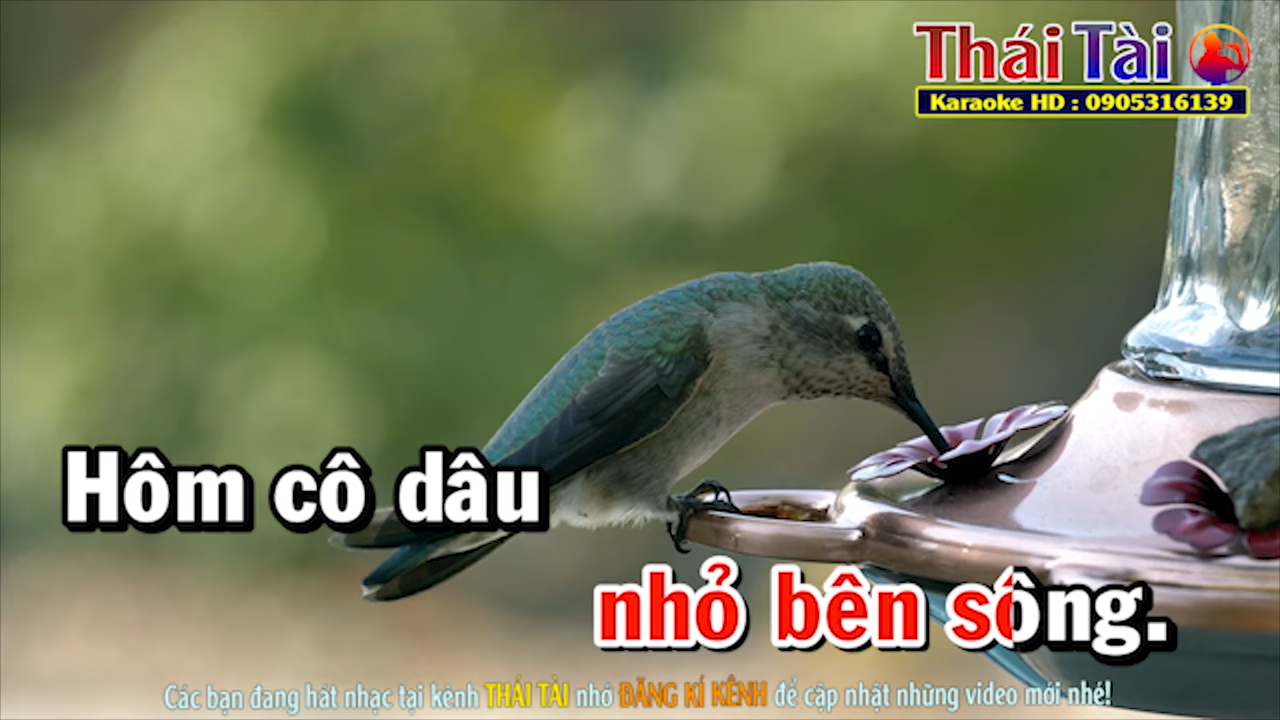 Thái Tài
Karaoke HD : 0905316139
Hôm cô dâu
nhỏ bên sông.
Các bạn đang hát nhạc tại kênh THÁI TÀI nhớ ĐĂNG KÍ KÊNH để cập nhật những video mới nhé!